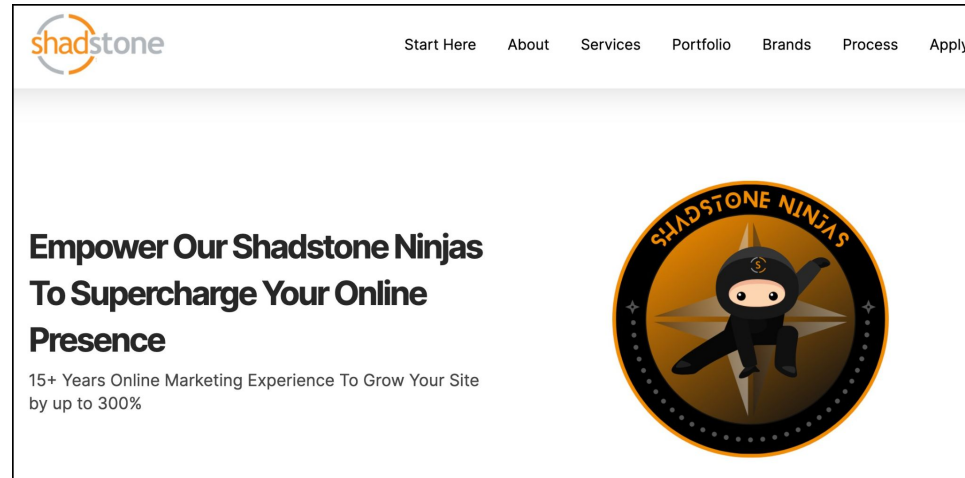 shadstone
Start Here About Services Portfolio Brands Process Apply
Empower Our Shadstone Ninjas
To Supercharge Your Online
Presence
15+ Years Online Marketing Experience To Grow Your Site
by up to 300%
SHADSTONE NINJAS
S